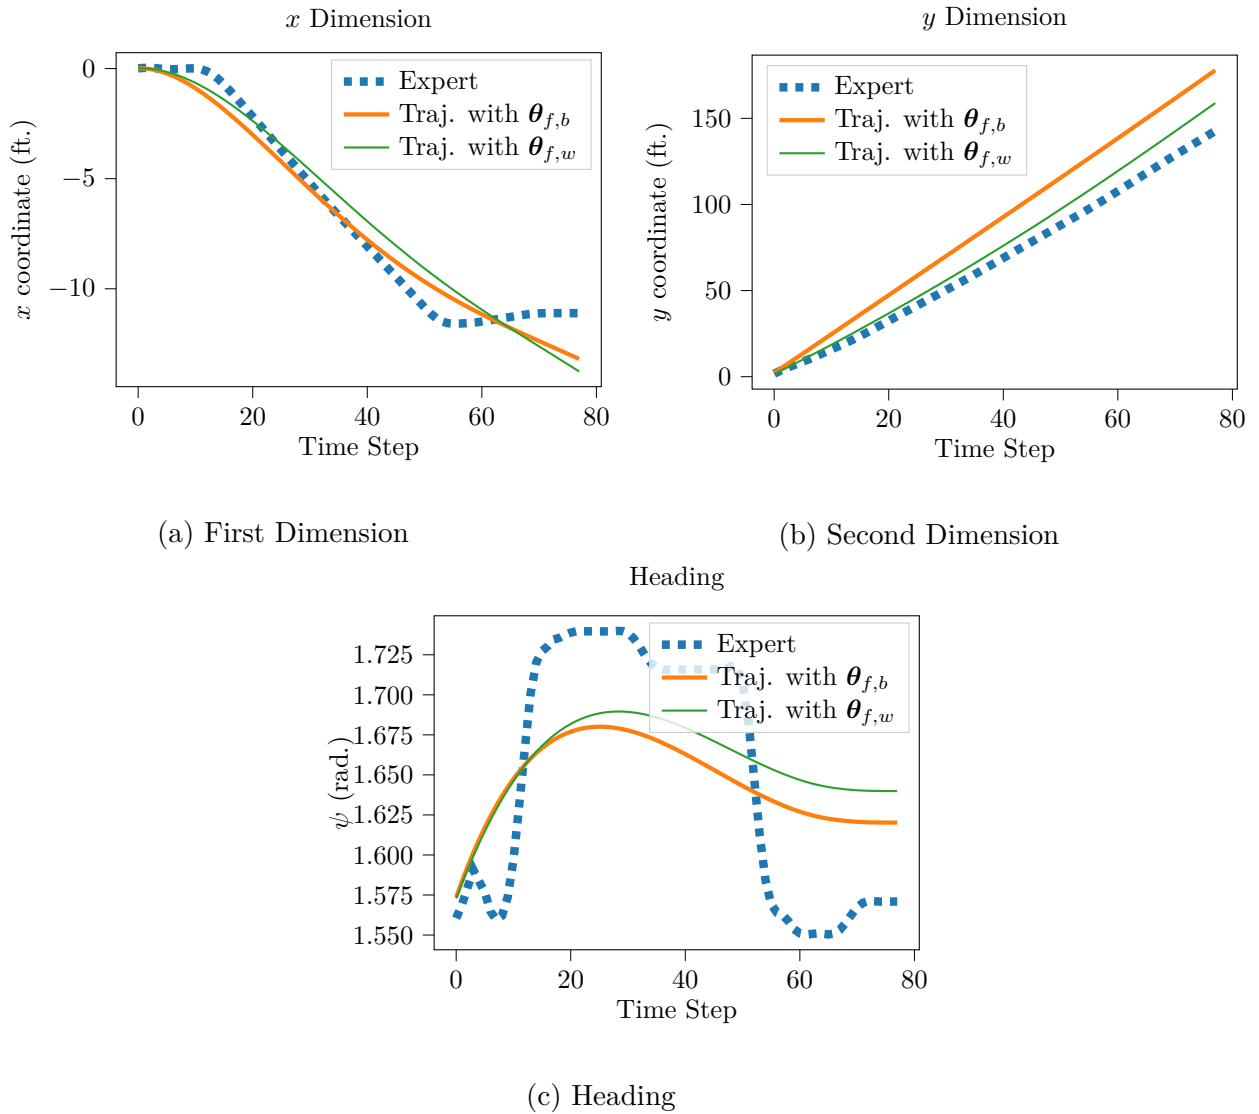 x Dimension
0
−5
−10
x coordinate (ft.)
Expert
Traj. with θf,b
Traj. with θf,w
0 20 40 60 80
Time Step
(a) First Dimension
y Dimension
150
100
50
0
y coordinate (ft.)
Expert
Traj. with θf,b
Traj. with θf,w
0 20 40 60 80
Time Step
(b) Second Dimension
Heading
1.725
1.700
1.675
1.650
1.625
1.600
1.575
1.550
ψ (rad.)
Expert
Traj. with θf,b
Traj. with θf,w
0 20 40 60 80
Time Step
(c) Heading